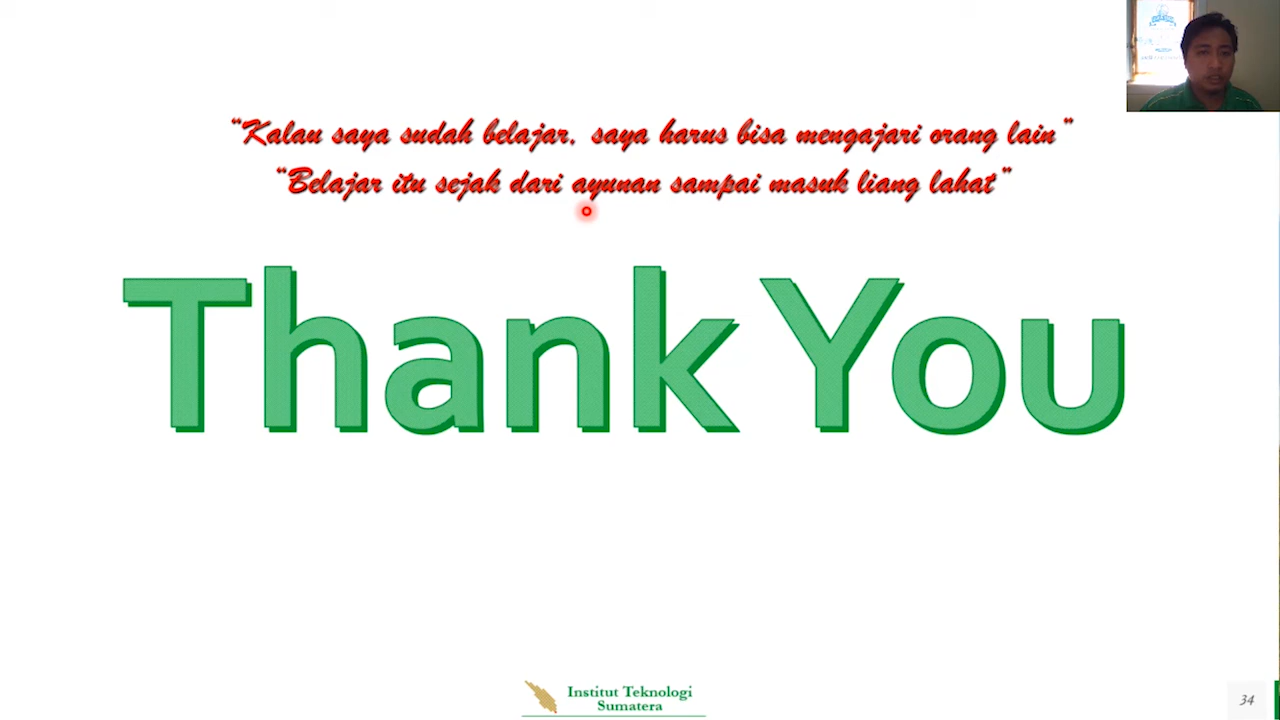 “Kalau saya sudah belajar, saya harus bisa mengajari orang lain”
“Belajar itu sejak dari ayunan sampai masuk liang lahat”
Thank You
Institut Teknologi
Sumatera
34